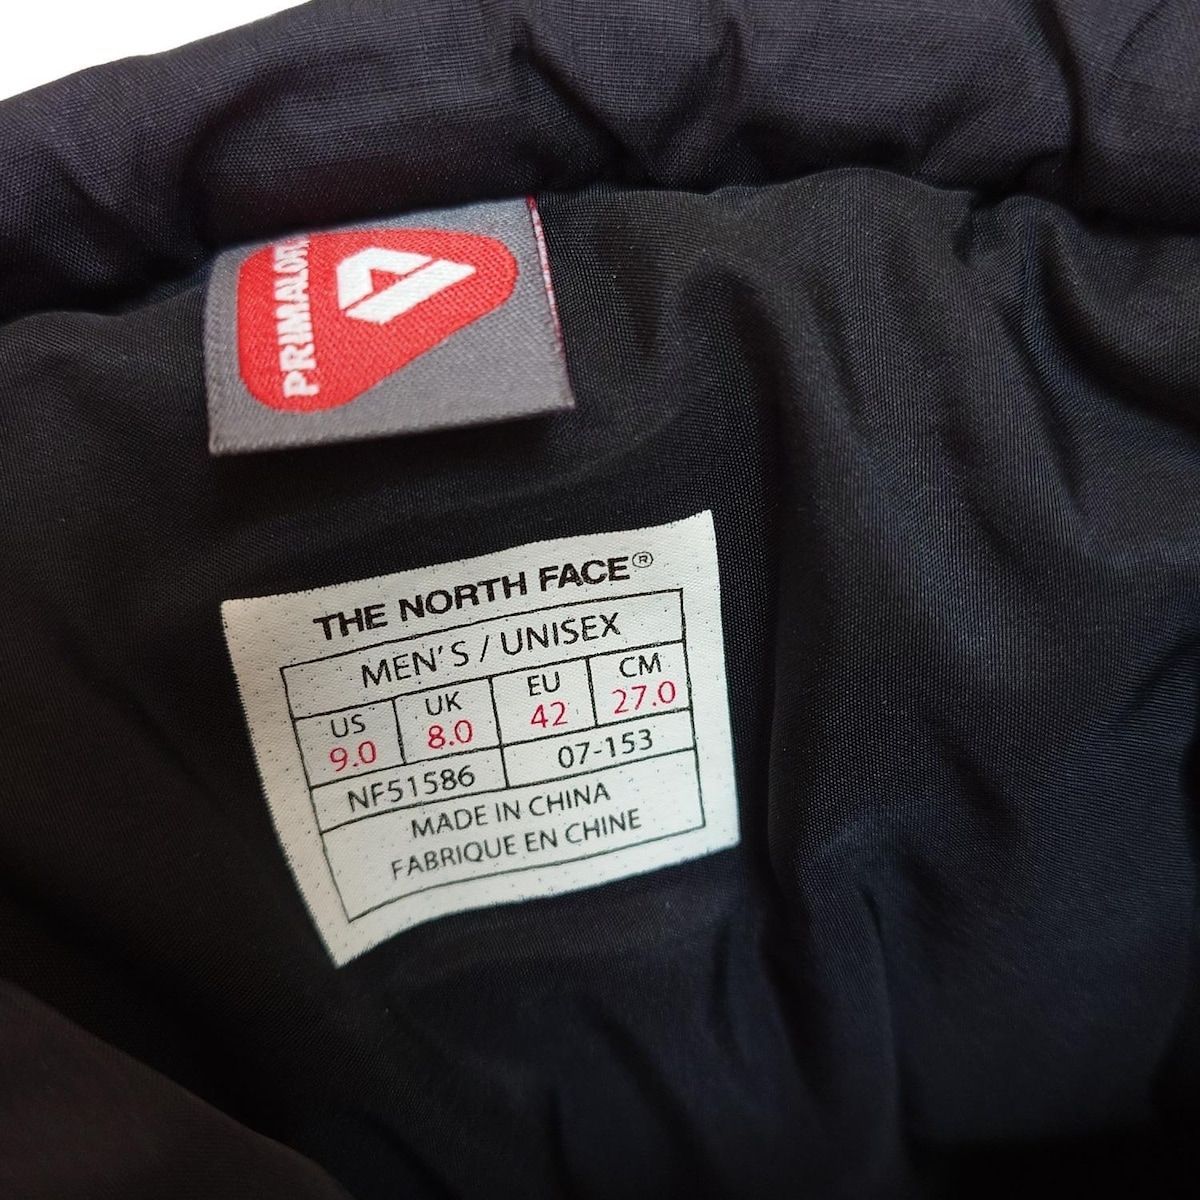 PRIMALOFT
THE NORTH FACE®
MEN'S / UNISEX
US UK EU CM
9.0 8.0 42 27.0
NF51586 07-153
MADE IN CHINA
FABRIQUE EN CHINE